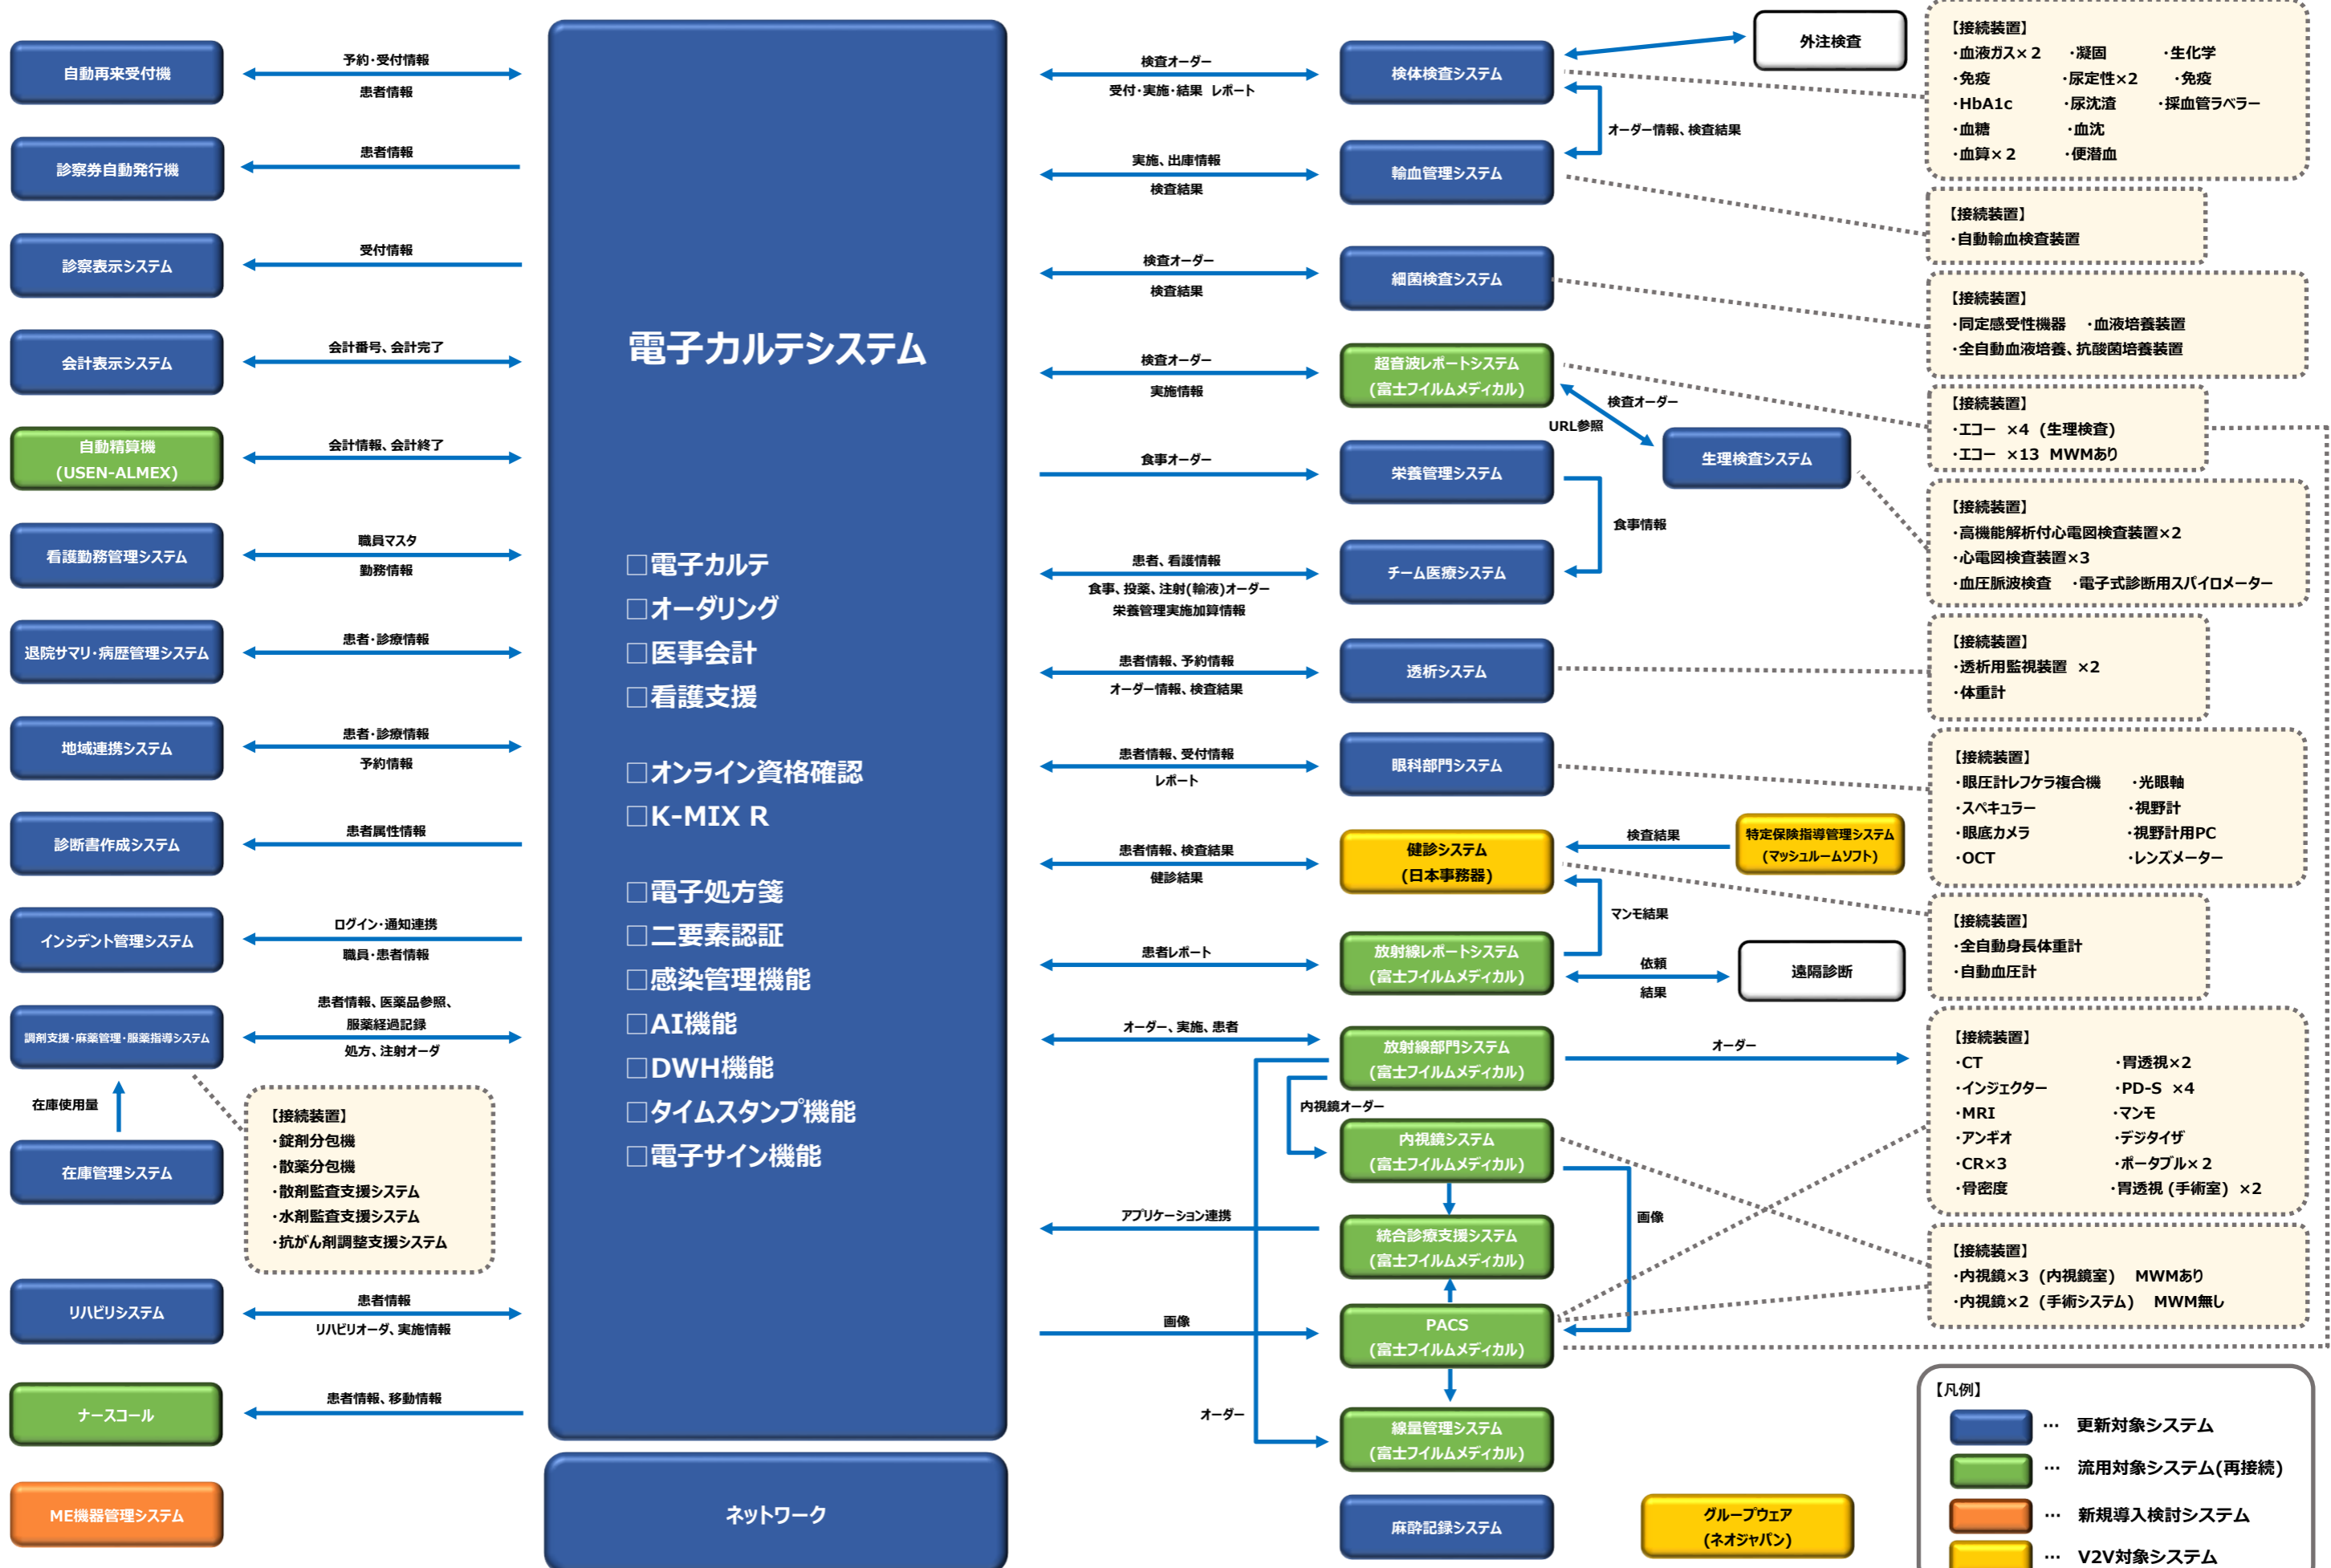 自動再来受付機
予約・受付情報
患者情報
診察券自動発行機
患者情報
診察表示システム
受付情報
会計表示システム
会計番号、会計完了
自動精算機
(USEN-ALMEX)
会計情報、会計終了
看護勤務管理システム
職員マスタ
勤務情報
退院サマリ・病歴管理システム
患者・診療情報
地域連携システム
患者・診療情報
予約情報
診断書作成システム
患者属性情報
インシデント管理システム
ログイン・通知連携
職員・患者情報
調剤支援・麻薬管理・服薬指導システム
患者情報、医薬品参照、
服薬経過記録
処方、注射オーダ
在庫使用量
在庫管理システム
【接続装置】
・錠剤分包機
・散薬分包機
・散剤監査支援システム
・水剤監査支援システム
・抗がん剤調整支援システム
リハビリシステム
患者情報
リハビリオーダ、実施情報
ナースコール
患者情報、移動情報
ME機器管理システム
電子カルテシステム
□電子カルテ
□オーダリング
□医事会計
□看護支援
□オンライン資格確認
□K-MIX R
□電子処方箋
□二要素認証
□感染管理機能
□AI機能
□DWH機能
□タイムスタンプ機能
□電子サイン機能
ネットワーク
検査オーダー
受付・実施・結果 レポート
検体検査システム
外注検査
オーダー情報、検査結果
実施、出庫情報
検査結果
輸血管理システム
検査オーダー
検査結果
細菌検査システム
検査オーダー
実施情報
超音波レポートシステム
(富士フイルムメディカル)
検査オーダー
URL参照
生理検査システム
食事オーダー
栄養管理システム
食事情報
患者、看護情報
食事、投薬、注射(輸液)オーダー
栄養管理実施加算情報
チーム医療システム
患者情報、予約情報
オーダー情報、検査結果
透析システム
患者情報、受付情報
レポート
眼科部門システム
患者情報、検査結果
健診結果
健診システム
(日本事務器)
検査結果
特定保険指導管理システム
(マッシュルームソフト)
マンモ結果
患者レポート
放射線レポートシステム
(富士フイルムメディカル)
依頼
結果
遠隔診断
オーダー、実施、患者
放射線部門システム
(富士フイルムメディカル)
オーダー
内視鏡オーダー
内視鏡システム
(富士フイルムメディカル)
画像
アプリケーション連携
統合診療支援システム
(富士フイルムメディカル)
画像
PACS
(富士フイルムメディカル)
オーダー
線量管理システム
(富士フイルムメディカル)
麻酔記録システム
グループウェア
(ネオジャパン)
【接続装置】
・血液ガス×2 ・凝固 ・生化学
・免疫 ・尿定性×2 ・免疫
・HbA1c ・尿沈渣 ・採血管ラベラー
・血糖 ・血沈
・血算×2 ・便潜血
【接続装置】
・自動輸血検査装置
【接続装置】
・同定感受性機器 ・血液培養装置
・全自動血液培養、抗酸菌培養装置
【接続装置】
・エコー ×4 (生理検査)
・エコー ×13 MWMあり
【接続装置】
・高機能解析付心電図検査装置×2
・心電図検査装置×3
・血圧脈波検査 ・電子式診断用スパイロメーター
【接続装置】
・透析用監視装置 ×2
・体重計
【接続装置】
・眼圧計レフケラ複合機 ・光眼軸
・スペキュラー ・視野計
・眼底カメラ ・視野計用PC
・OCT ・レンズメーター
【接続装置】
・全自動身長体重計
・自動血圧計
【接続装置】
・CT ・胃透視×2
・インジェクター ・PD-S ×4
・MRI ・マンモ
・アンギオ ・デジタイザ
・CR×3 ・ポータブル×2
・骨密度 ・胃透視 (手術室) ×2
【接続装置】
・内視鏡×3 (内視鏡室) MWMあり
・内視鏡×2 (手術システム) MWM無し
【凡例】
… 更新対象システム
… 流用対象システム(再接続)
… 新規導入検討システム
… V2V対象システム